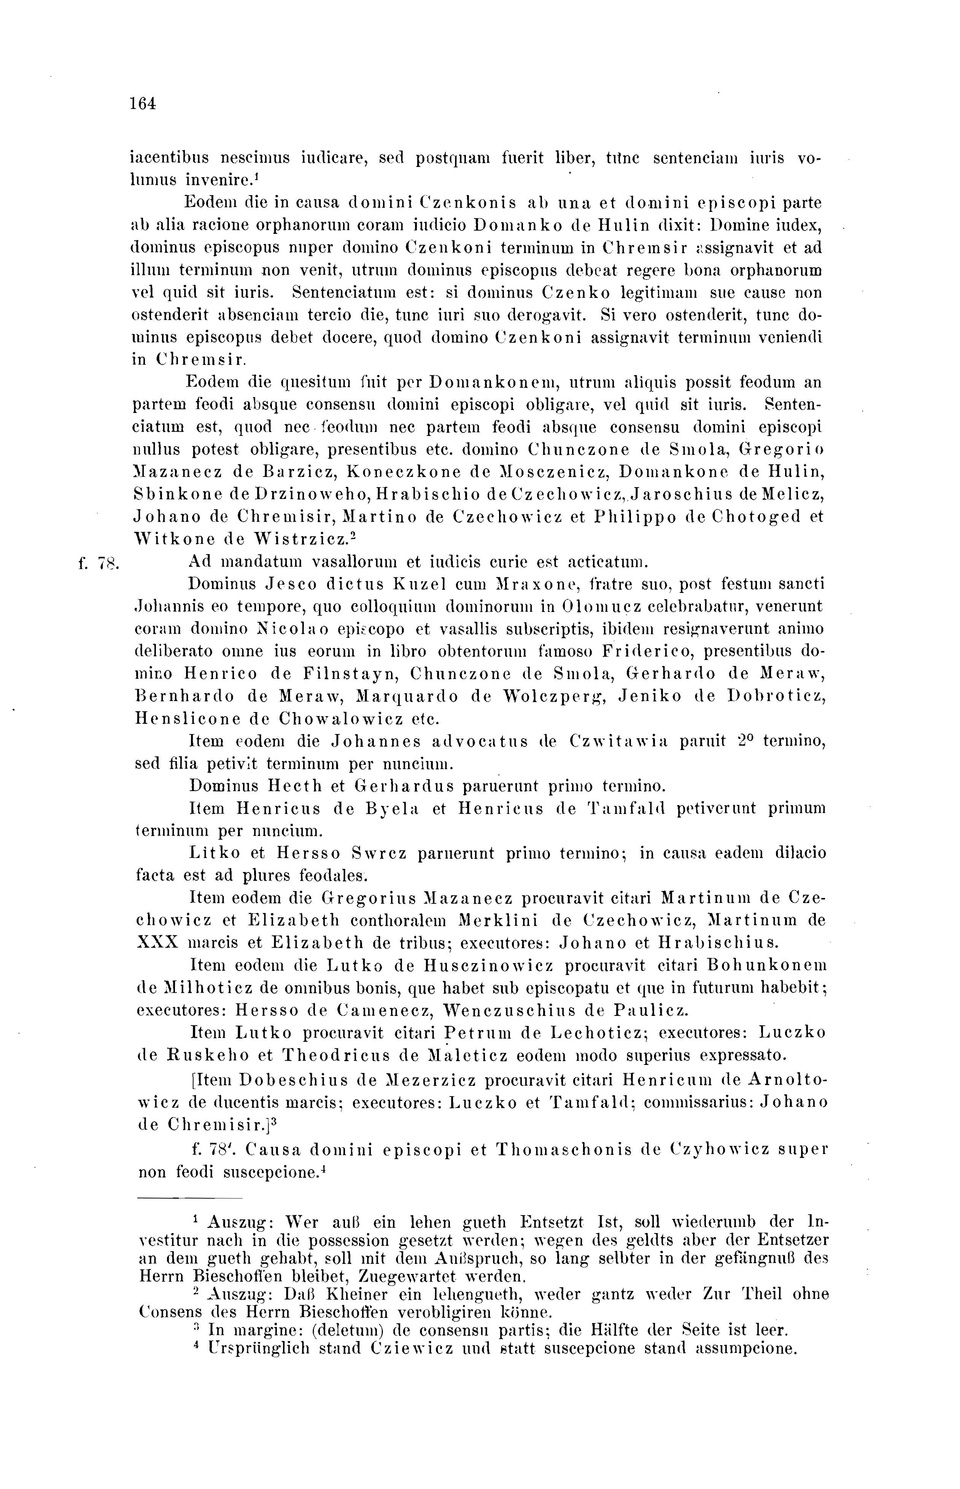 164
iacentibus nescimus iudicare, sed postquam fuerit liber, tunc sentenciam iuris vo-
lumus invenire.¹
Eodem die in causa domini Czenkonis ab una et domini episcopi parte
ab alia racione orphanorum coram iudicio Domanko de Hulin dixit: Domine iudex,
dominus episcopus nuper domino Czenkoni terminum in Chremsir assignavit et ad
illum terminum non venit, utrum dominus episcopus debeat regere bona orphanorum
vel quid sit iuris. Sentenciatum est: si dominus Czenko legitimam sue cause non
ostenderit absenciam tercio die, tunc iuri suo derogavit. Si vero ostenderit, tunc do-
minus episcopus debet docere, quod domino Czenkoni assignavit terminum veniendi
in Chremsir.
Eodem die quesitum fuit per Domankonem, utrum aliquis possit feodum an
partem feodi absque consensu domini episcopi obligare, vel quid sit iuris. Senten-
ciatum est, quod nec feodum nec partem feodi absque consensu domini episcopi
nullus potest obligare, presentibus etc. domino Chunczone de Smola, Gregorio
Mazanecz de Barzicz, Koneczkone de Mosczenicz, Domankone de Hulin,
Sbinkone de Drzinoweho, Hrabischio de Czechowicz, Jaroschius de Melicz,
Johano de Chremisir, Martino de Czechowicz et Philippo de Chotoged et
Witkone de Wistrzicz.²
f. 78. Ad mandatum vasallorum et iudicis curie est acticatum.
Dominus Jesco dictus Kuzel cum Mraxone, fratre suo, post festum sancti
Johannis eo tempore, quo colloquium dominorum in Olomucz celebrabatur, venerunt
coram domino Nicolao episcopo et vasallis subscriptis, ibidem resignaverunt animo
deliberato omne ius eorum in libro obtentorum famoso Friderico, presentibus do-
mino Henrico de Filnstayn, Chunczone de Smola, Gerhardo de Meraw,
Bernhardo de Meraw, Marquardo de Wolczperg, Jeniko de Dobroticz,
Henslicone de Chowalowicz etc.
Item eodem die Johannes advocatus de Czwitawia paruit 2⁰ termino,
sed filia petivit terminum per nuncium.
Dominus Hecth et Gerhardus paruerunt primo termino.
Item Henricus de Byela et Henricus de Tamfald petiverunt primum
terminum per nuncium.
Litko et Hersso Swrcz paruerunt primo termino; in causa eadem dilacio
facta est ad plures feodales.
Item eodem die Gregorius Mazanecz procuravit citari Martinum de Cze-
chowicz et Elizabeth conthoralem Merklini de Czechowicz, Martinum de
XXX marcis et Elizabeth de tribus; executores: Johano et Hrabischius.
Item eodem die Lutko de Husczinowicz procuravit citari Bohunkonem
de Milhoticz de omnibus bonis, que habet sub episcopatu et que in futurum habebit;
executores: Hersso de Camenecz, Wenczuschius de Paulicz.
Item Lutko procuravit citari Petrum de Lechoticz; executores: Luczko
de Ruskeho et Theodricus de Maleticz eodem modo superius expressato.
[Item Dobeschius de Mezerzicz procuravit citari Henricum de Arnolto-
wicz de ducentis marcis; executores: Luczko et Tamfald; commissarius: Johano
de Chremisir.]³
f. 78'. Causa domini episcopi et Thomaschonis de Czyhowicz super
non feodi suscepcione.⁴
¹ Auszug: Wer auß ein lehen gueth Entsetzt Ist, soll wiederumb der In-
vestitur nach in die possession gesetzt werden; wegen des geldts aber der Entsetzer
an dem gueth gehabt, soll mit dem Außspruch, so lang selbter in der gefängnuß des
Herrn Bieschoffen bleibet, Zuegewartet werden.
² Auszug: Daß Kheiner ein lehengueth, weder gantz weder Zur Theil ohne
Consens des Herrn Bieschoffen verobligiren könne.
³ In margine: (deletum) de consensu partis; die Hälfte der Seite ist leer.
⁴ Ursprünglich stand Cziewicz und statt suscepcione stand assumpcione.